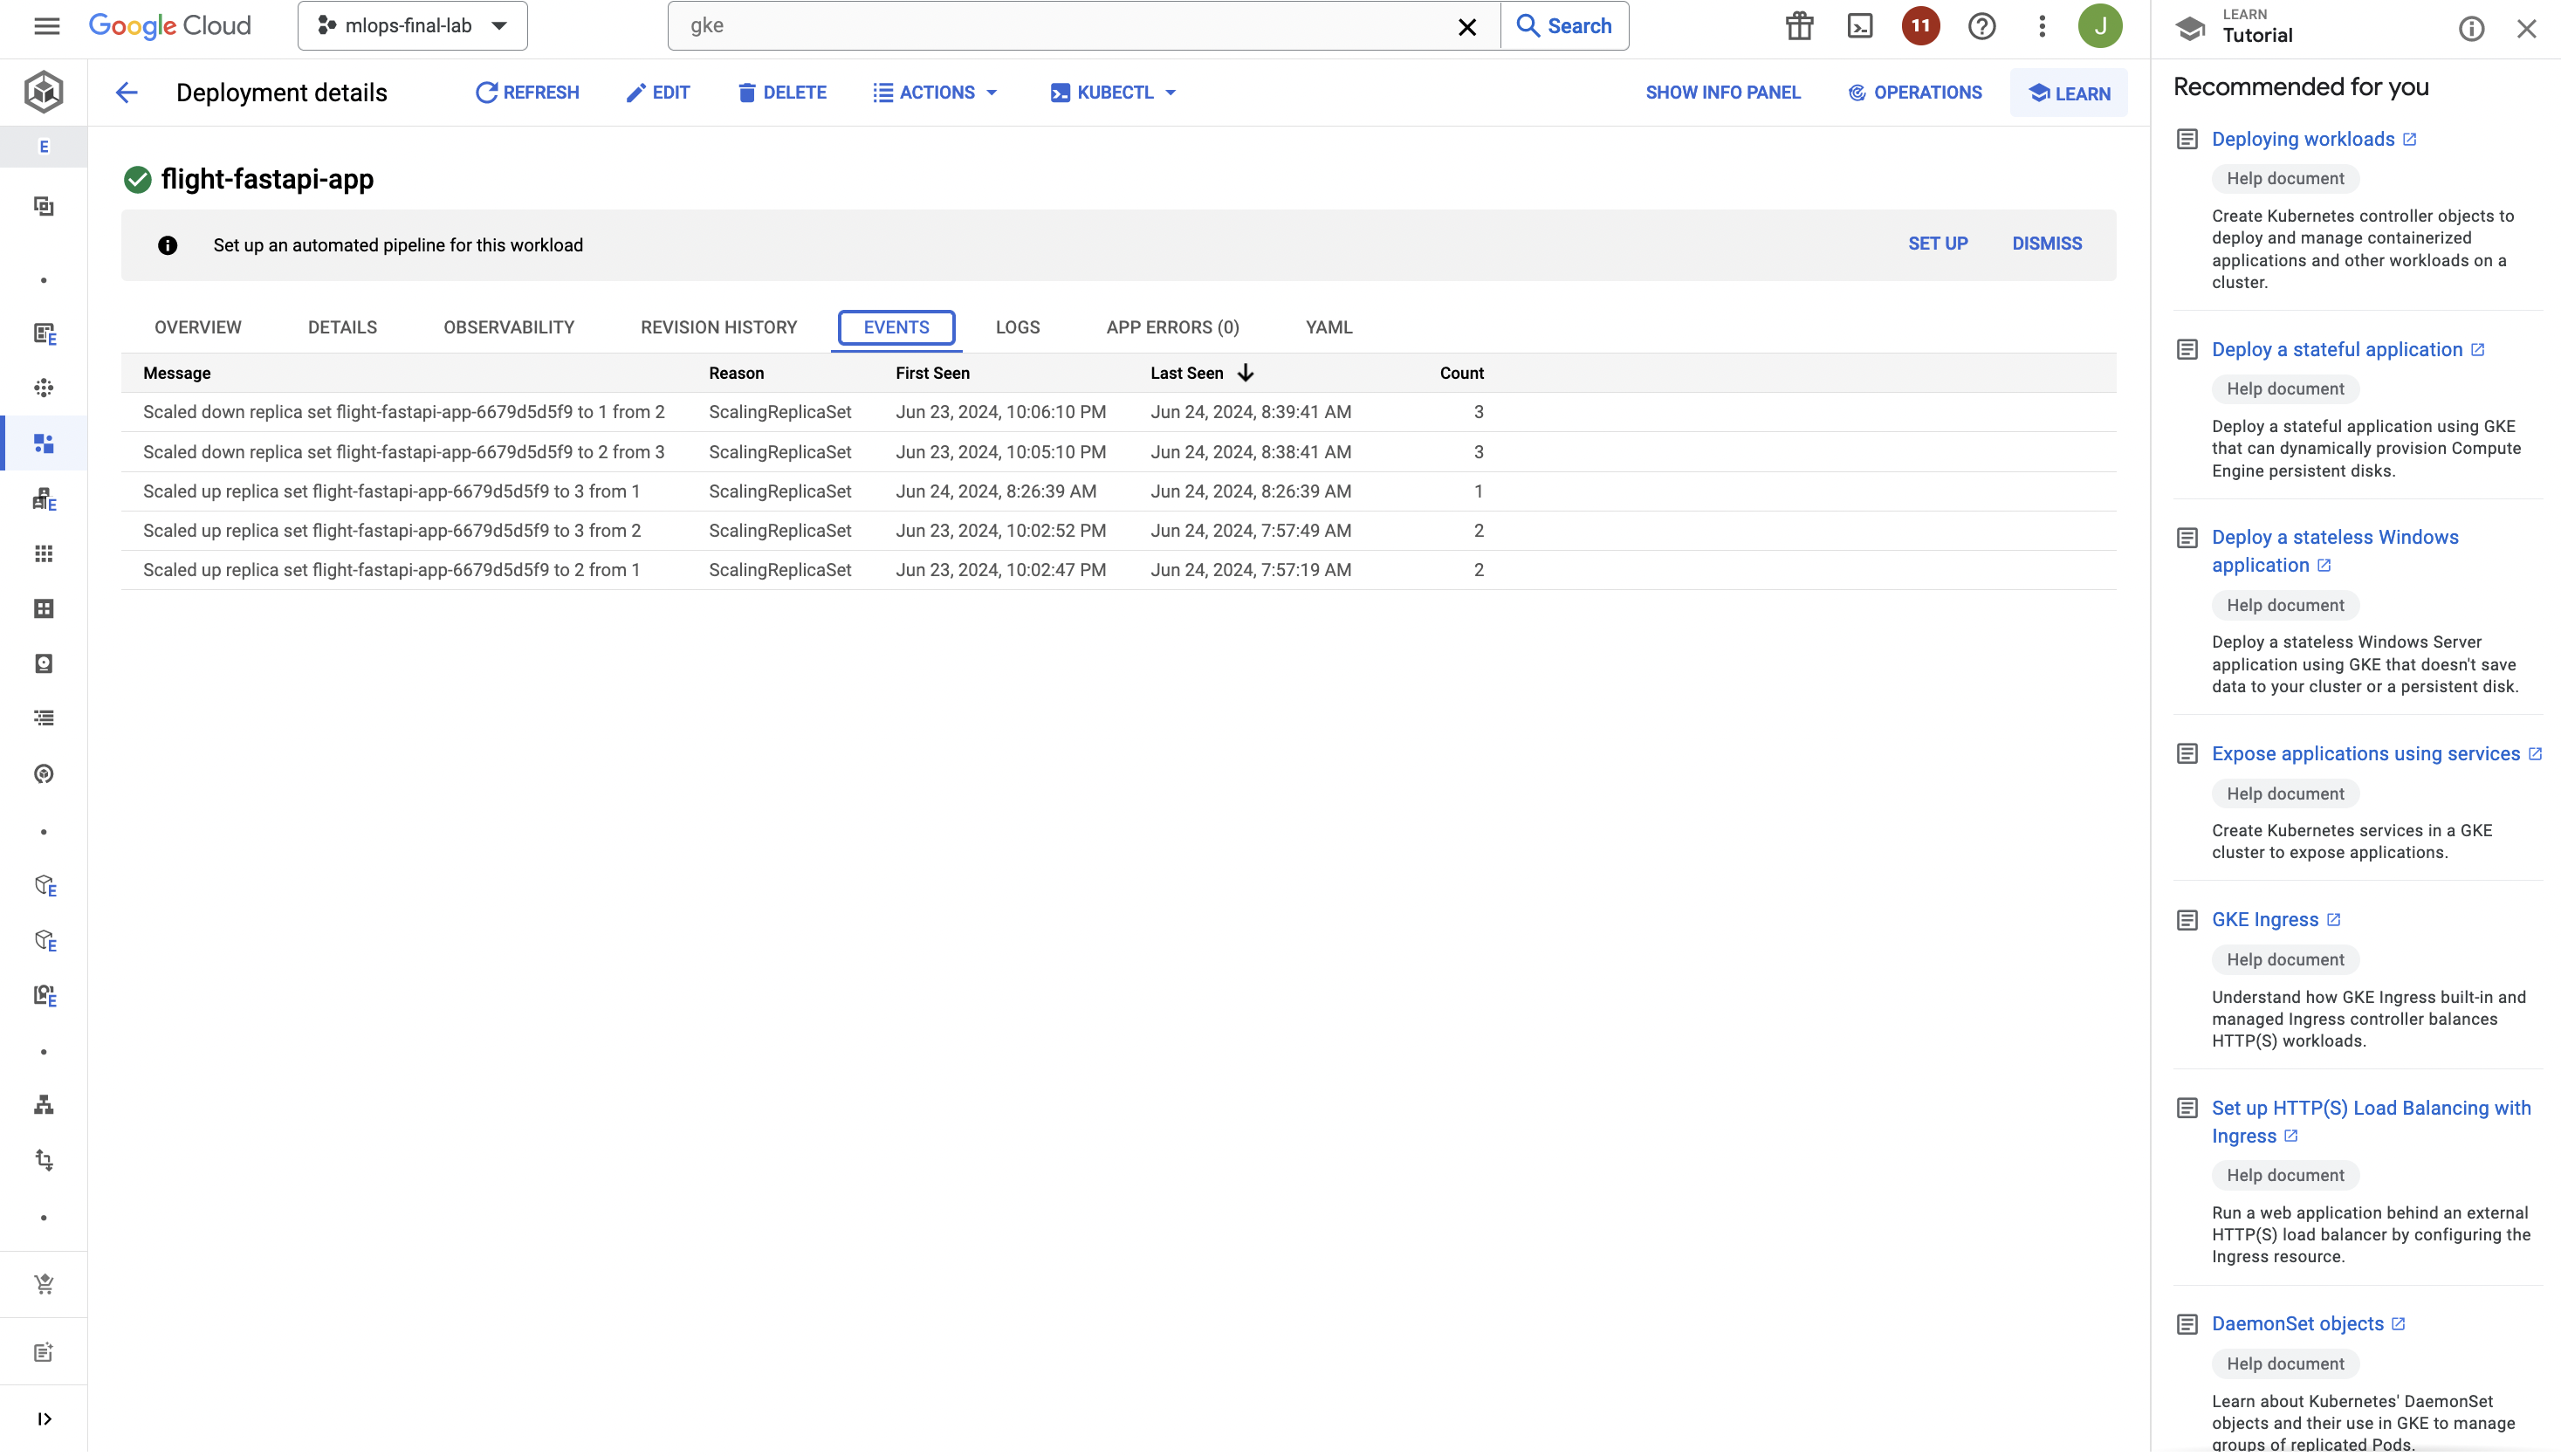 Google Cloud
mlops-final-lab
gke
Search
11
J
LEARN
Tutorial
Deployment details
REFRESH
EDIT
DELETE
ACTIONS
KUBECTL
SHOW INFO PANEL
OPERATIONS
LEARN
E
flight-fastapi-app
Set up an automated pipeline for this workload
SET UP
DISMISS
OVERVIEW
DETAILS
OBSERVABILITY
REVISION HISTORY
EVENTS
LOGS
APP ERRORS (0)
YAML
Message Reason First Seen Last Seen Count
Scaled down replica set flight-fastapi-app-6679d5d5f9 to 1 from 2 ScalingReplicaSet Jun 23, 2024, 10:06:10 PM Jun 24, 2024, 8:39:41 AM 3
Scaled down replica set flight-fastapi-app-6679d5d5f9 to 2 from 3 ScalingReplicaSet Jun 23, 2024, 10:05:10 PM Jun 24, 2024, 8:38:41 AM 3
Scaled up replica set flight-fastapi-app-6679d5d5f9 to 3 from 1 ScalingReplicaSet Jun 24, 2024, 8:26:39 AM Jun 24, 2024, 8:26:39 AM 1
Scaled up replica set flight-fastapi-app-6679d5d5f9 to 3 from 2 ScalingReplicaSet Jun 23, 2024, 10:02:52 PM Jun 24, 2024, 7:57:49 AM 2
Scaled up replica set flight-fastapi-app-6679d5d5f9 to 2 from 1 ScalingReplicaSet Jun 23, 2024, 10:02:47 PM Jun 24, 2024, 7:57:19 AM 2
E
E
E
E
E
Recommended for you
Deploying workloads
Help document
Create Kubernetes controller objects to
deploy and manage containerized
applications and other workloads on a
cluster.
Deploy a stateful application
Help document
Deploy a stateful application using GKE
that can dynamically provision Compute
Engine persistent disks.
Deploy a stateless Windows
application
Help document
Deploy a stateless Windows Server
application using GKE that doesn't save
data to your cluster or a persistent disk.
Expose applications using services
Help document
Create Kubernetes services in a GKE
cluster to expose applications.
GKE Ingress
Help document
Understand how GKE Ingress built-in and
managed Ingress controller balances
HTTP(S) workloads.
Set up HTTP(S) Load Balancing with
Ingress
Help document
Run a web application behind an external
HTTP(S) load balancer by configuring the
Ingress resource.
DaemonSet objects
Help document
Learn about Kubernetes' DaemonSet
objects and their use in GKE to manage
groups of replicated Pods.